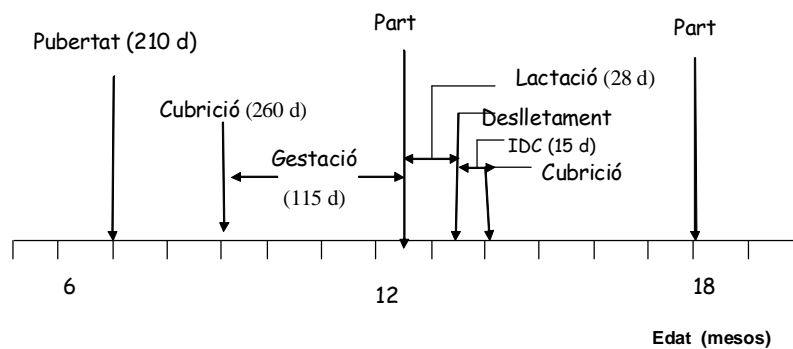 Part
Part
Pubertat (210 d)
Lactació (28 d)
Cubrició (260 d)
Deslletament
IDC (15 d)
Gestació
(115 d)
Cubrició
6
12
18
Edat (mesos)